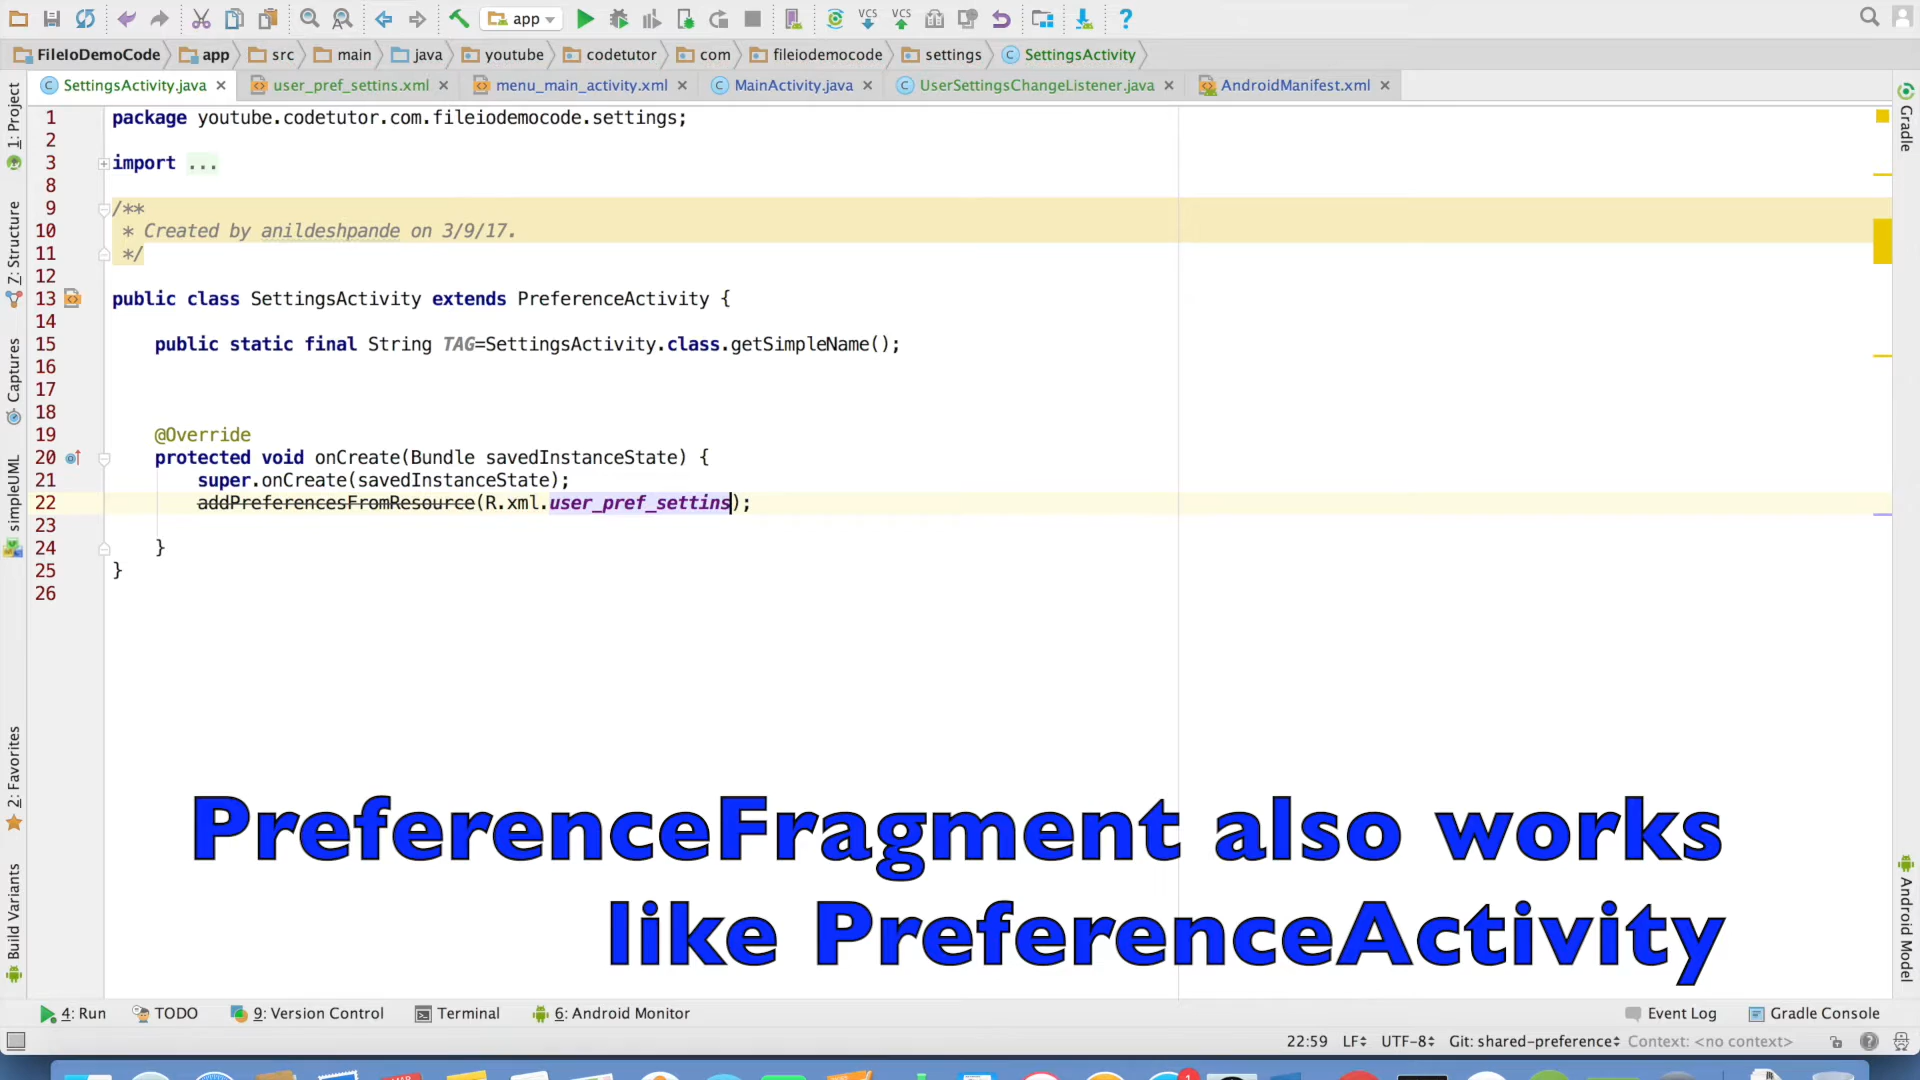 app
FileIoDemoCode app src main java youtube codetutor com fileiodemocode settings SettingsActivity
SettingsActivity.java user_pref_settins.xml menu_main_activity.xml MainActivity.java UserSettingsChangeListener.java AndroidManifest.xml
1 package youtube.codetutor.com.fileiodemocode.settings;
2
3 import ...
8
9 /**
10 * Created by anildeshpande on 3/9/17.
11 */
12
13 public class SettingsActivity extends PreferenceActivity {
14
15 public static final String TAG=SettingsActivity.class.getSimpleName();
16
17
18
19 @Override
20 protected void onCreate(Bundle savedInstanceState) {
21 super.onCreate(savedInstanceState);
22 addPreferencesFromResource(R.xml.user_pref_settins);
23
24 }
25 }
26
1: Project
Z: Structure
Captures
simpleUML
2: Favorites
Build Variants
Gradle
Android Model
PreferenceFragment also works
like PreferenceActivity
4: Run TODO 9: Version Control Terminal 6: Android Monitor Event Log Gradle Console
22:59 LF UTF-8 Git: shared-preference Context: <no context>
1